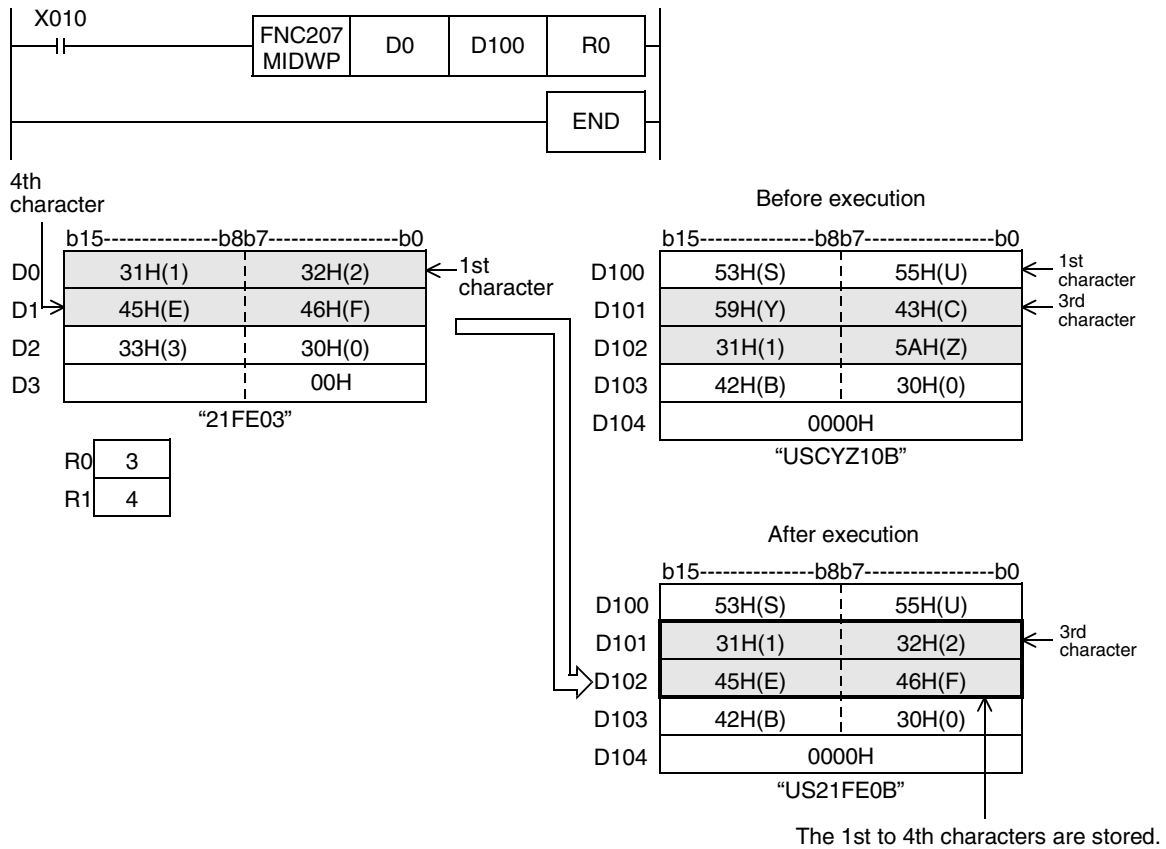 X010
FNC207
MIDWP
D0
D100
R0
END
4th
character
b15---------------b8b7-----------------b0
D0 31H(1) 32H(2)
1st
character
D1 45H(E) 46H(F)
D2 33H(3) 30H(0)
D3 00H
“21FE03”
R0 3
R1 4
Before execution
b15---------------b8b7-----------------b0
D100 53H(S) 55H(U)
1st
character
D101 59H(Y) 43H(C)
3rd
character
D102 31H(1) 5AH(Z)
D103 42H(B) 30H(0)
D104 0000H
“USCYZ10B”
After execution
b15---------------b8b7-----------------b0
D100 53H(S) 55H(U)
D101 31H(1) 32H(2)
3rd
character
D102 45H(E) 46H(F)
D103 42H(B) 30H(0)
D104 0000H
“US21FE0B”
The 1st to 4th characters are stored.